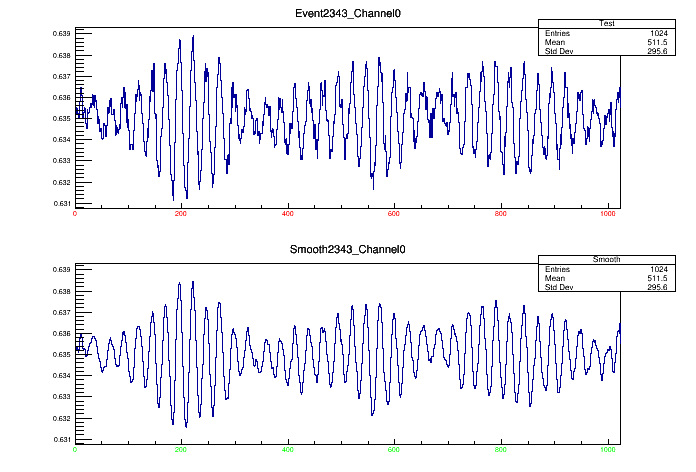 Event2343_Channel0
Test
Entries 1024
Mean 511.5
Std Dev 295.6
0.639
0.638
0.637
0.636
0.635
0.634
0.633
0.632
0.631
0 200 400 600 800 1000
Smooth2343_Channel0
Smooth
Entries 1024
Mean 511.5
Std Dev 295.6
0.639
0.638
0.637
0.636
0.635
0.634
0.633
0.632
0.631
0 200 400 600 800 1000